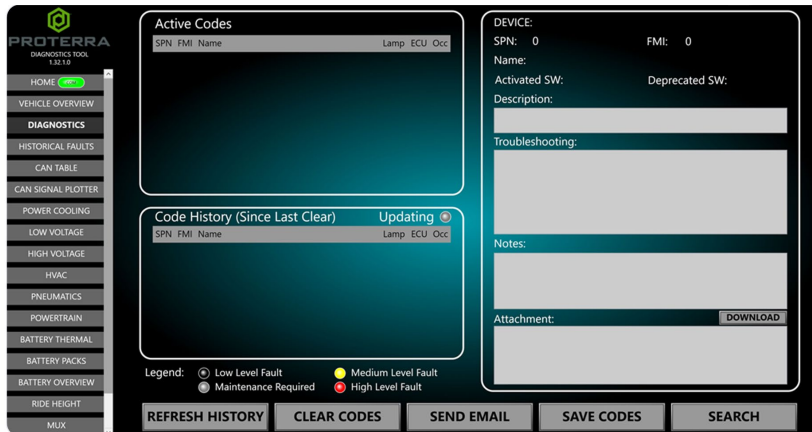 PROTERRA
DIAGNOSTICS TOOL
1.32.1.0
HOME
VEHICLE OVERVIEW
DIAGNOSTICS
HISTORICAL FAULTS
CAN TABLE
CAN SIGNAL PLOTTER
POWER COOLING
LOW VOLTAGE
HIGH VOLTAGE
HVAC
PNEUMATICS
POWERTRAIN
BATTERY THERMAL
BATTERY PACKS
BATTERY OVERVIEW
RIDE HEIGHT
MUX
Active Codes
SPN FMI Name Lamp ECU Occ
Code History (Since Last Clear) Updating
SPN FMI Name Lamp ECU Occ
Legend: Low Level Fault Medium Level Fault
Maintenance Required High Level Fault
DEVICE:
SPN: 0 FMI: 0
Name:
Activated SW: Deprecated SW:
Description:
Troubleshooting:
Notes:
Attachment: DOWNLOAD
REFRESH HISTORY CLEAR CODES SEND EMAIL SAVE CODES SEARCH